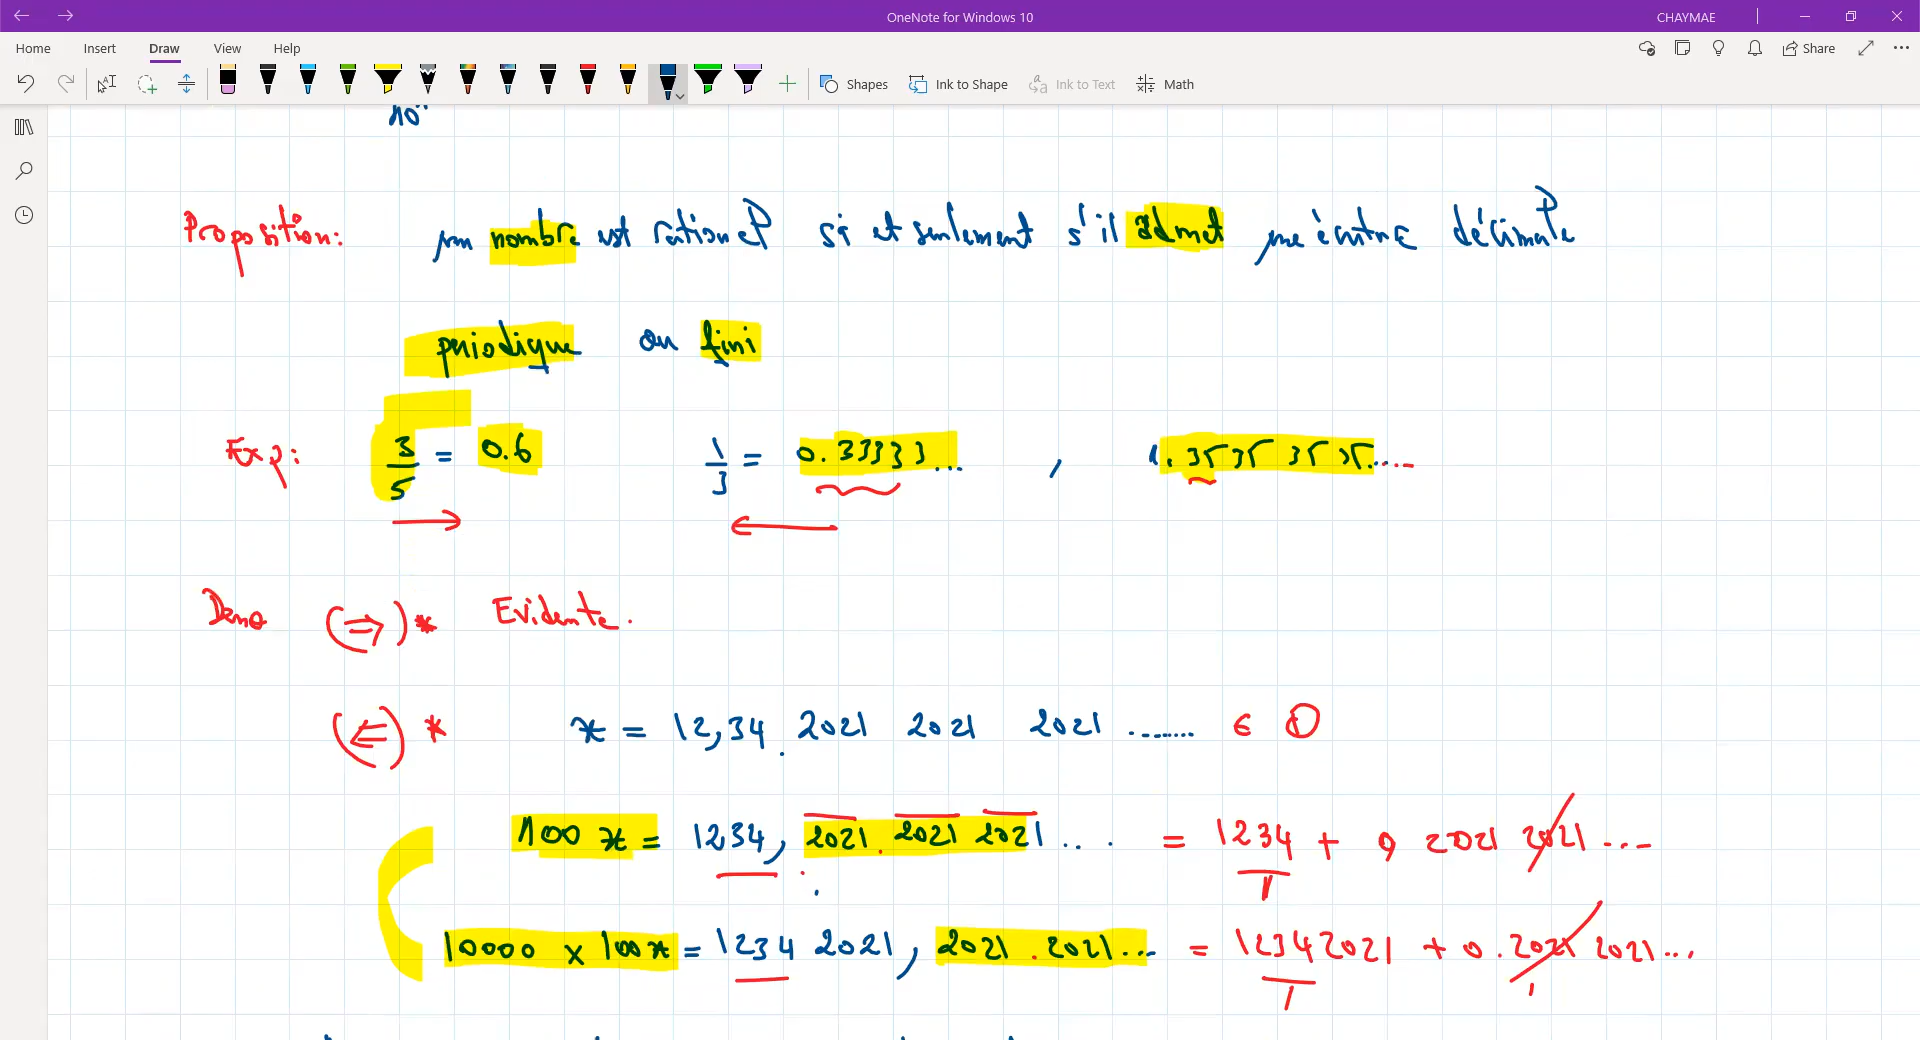 OneNote for Windows 10
CHAYMAE
Home Insert Draw View Help
Share
Shapes Ink to Shape Ink to Text Math
10ⁿ
Proposition: un nombre est rationel si et seulement s'il admet une écriture décimale
périodique ou fini
Exp: 3/5 = 0.6 1/3 = 0.33333... , 1.35353535.....
Demo (⇒)* Evidente.
(⇐)* x = 12,34 2021 2021 2021 ........ ∈ ℚ
100 x = 1234, 2021 2021 2021 ... = 1234 + 0, 2021 2021 ...
10000 x 100x = 1234 2021, 2021 2021... = 12342021 + 0. 2021 2021...